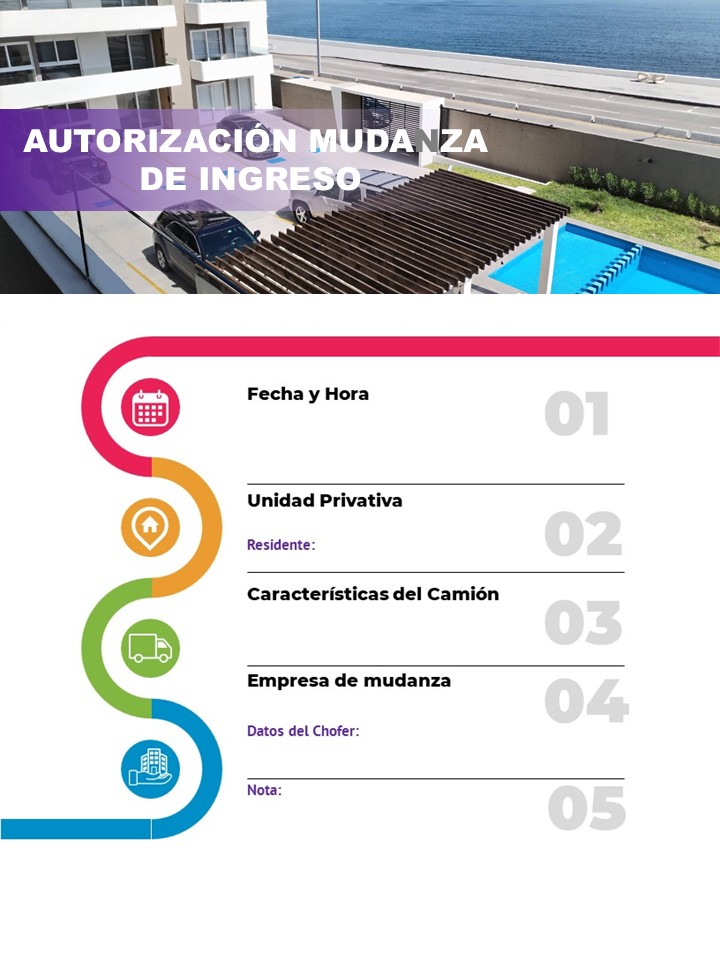 AUTORIZACIÓN MUDANZA
DE INGRESO
Fecha y Hora
01
Unidad Privativa
Residente:
02
Características del Camión
03
Empresa de mudanza
Datos del Chofer:
04
Nota:
05